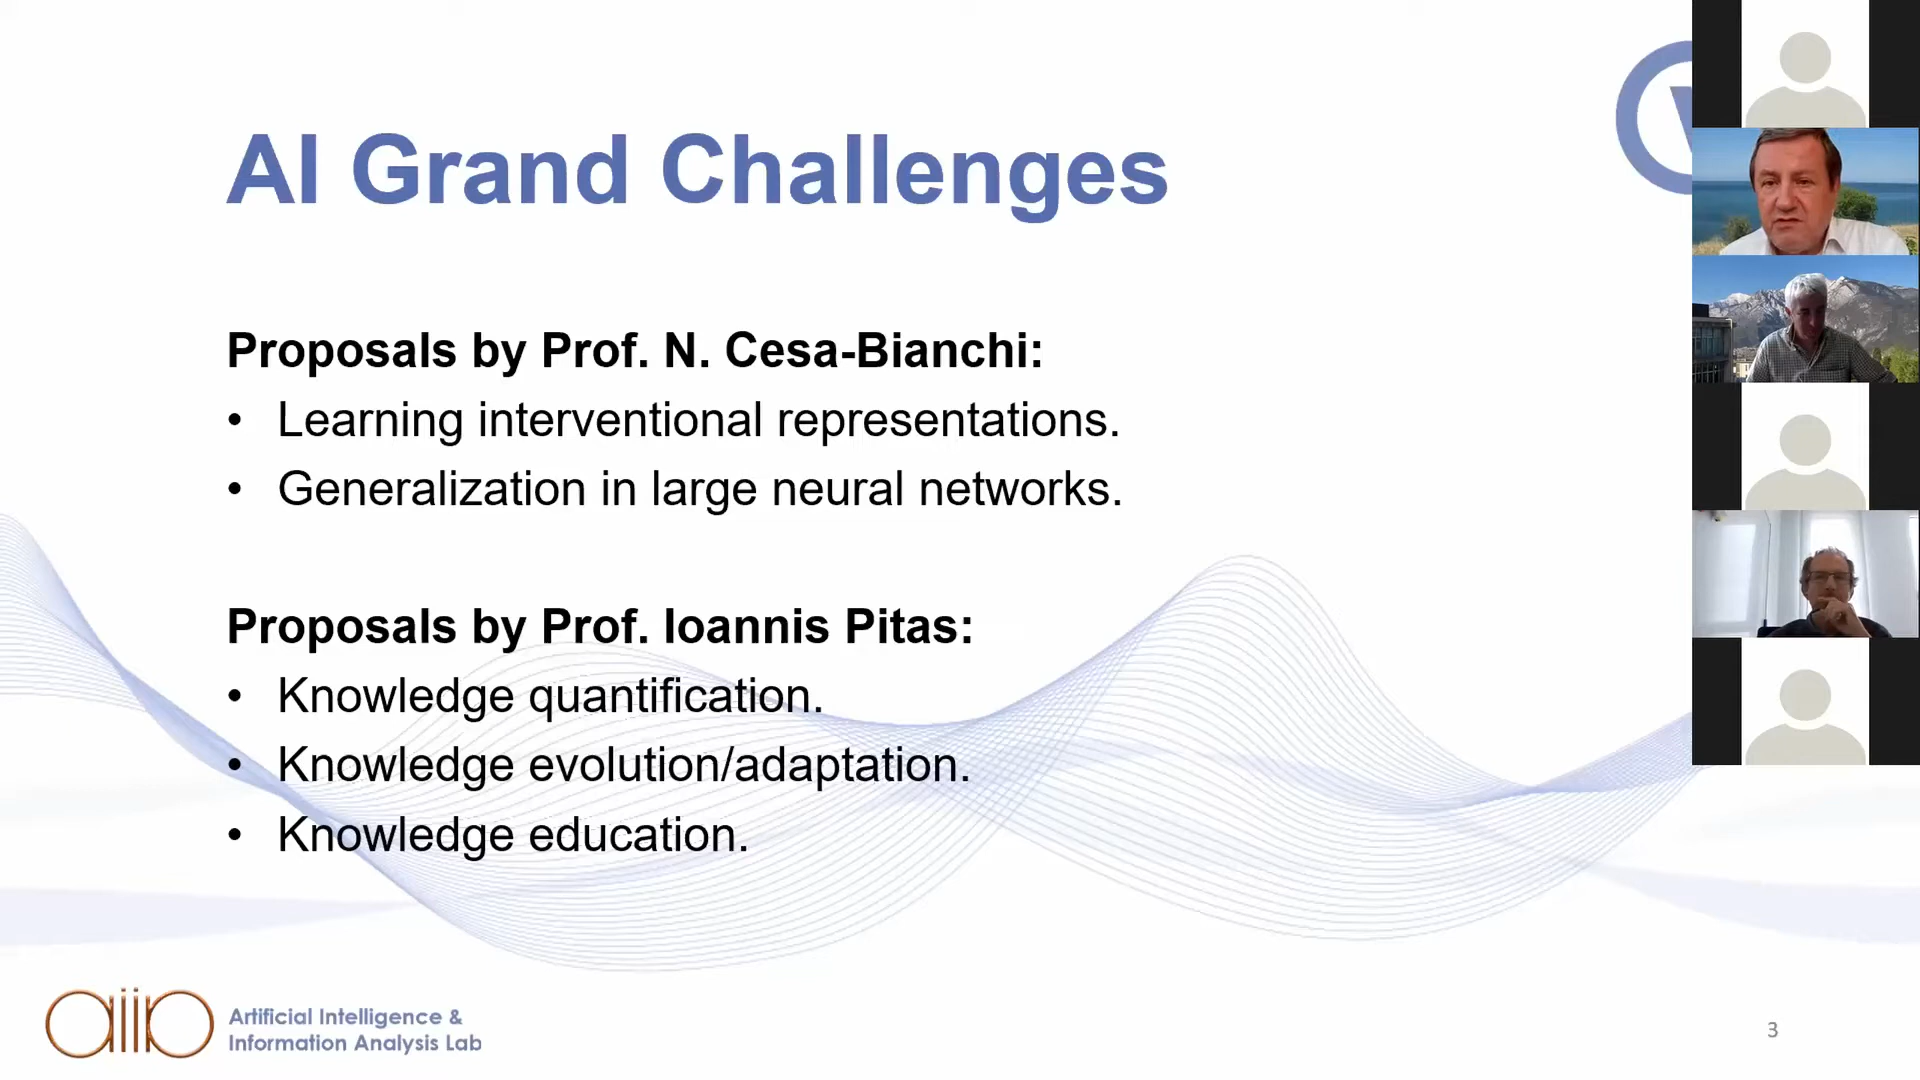 AI Grand Challenges
Proposals by Prof. N. Cesa-Bianchi:
• Learning interventional representations.
• Generalization in large neural networks.
Proposals by Prof. Ioannis Pitas:
• Knowledge quantification.
• Knowledge evolution/adaptation.
• Knowledge education.
aiia
Artificial Intelligence &
Information Analysis Lab
3